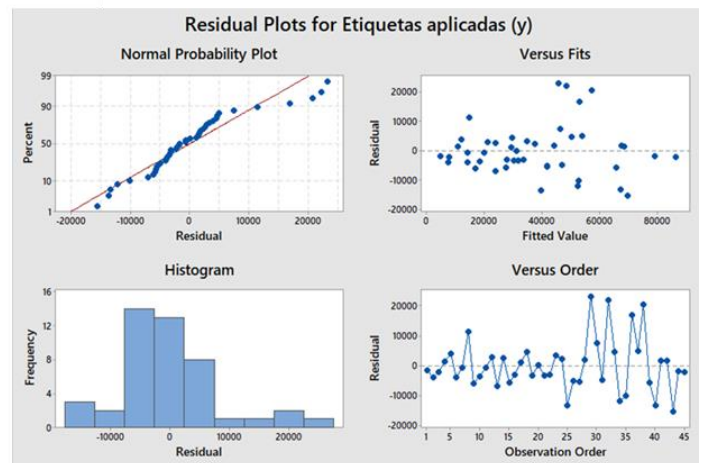 Residual Plots for Etiquetas aplicadas (y)
Normal Probability Plot
99
90
50
10
1
Percent
-20000 -10000 0 10000 20000
Residual
Versus Fits
20000
10000
0
-10000
-20000
Residual
0 20000 40000 60000 80000
Fitted Value
Histogram
16
12
8
4
0
Frequency
-10000 0 10000 20000
Residual
Versus Order
20000
10000
0
-10000
-20000
Residual
1 5 10 15 20 25 30 35 40 45
Observation Order